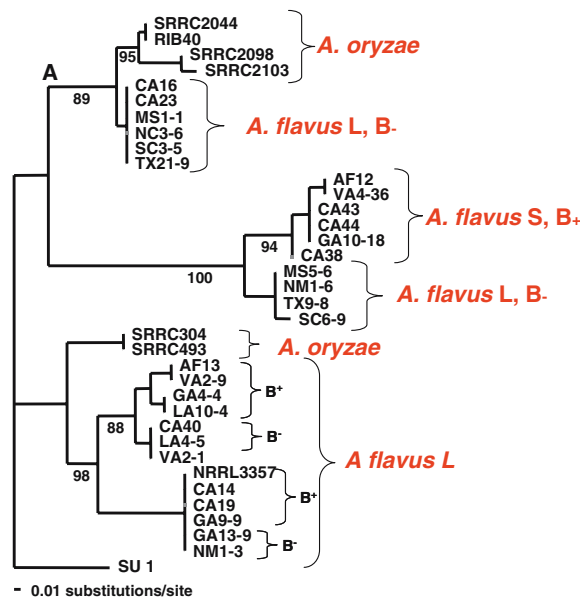 SRRC2044
RIB40
SRRC2098
SRRC2103
95
A. oryzae
A
89
CA16
CA23
MS1-1
NC3-6
SC3-5
TX21-9
A. flavus L, B-
AF12
VA4-36
CA43
CA44
GA10-18
CA38
94
A. flavus S, B+
100
MS5-6
NM1-6
TX9-8
SC6-9
A. flavus L, B-
SRRC304
SRRC493
A. oryzae
AF13
VA2-9
GA4-4
LA10-4
B+
88
CA40
LA4-5
VA2-1
B-
A flavus L
98
NRRL3357
CA14
CA19
GA9-9
B+
GA13-9
NM1-3
B-
SU 1
0.01 substitutions/site